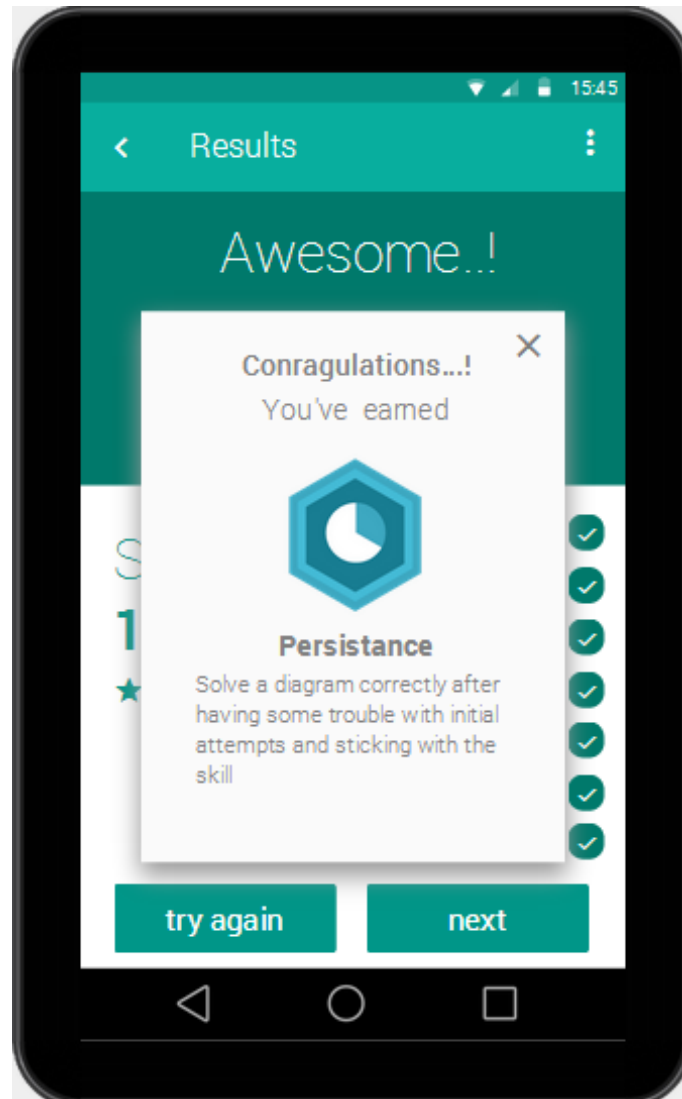 15:45
Results
Awesome..!
Conragulations...!
You've earned
S
1
Persistance
Solve a diagram correctly after
having some trouble with initial
attempts and sticking with the
skill
try again
next